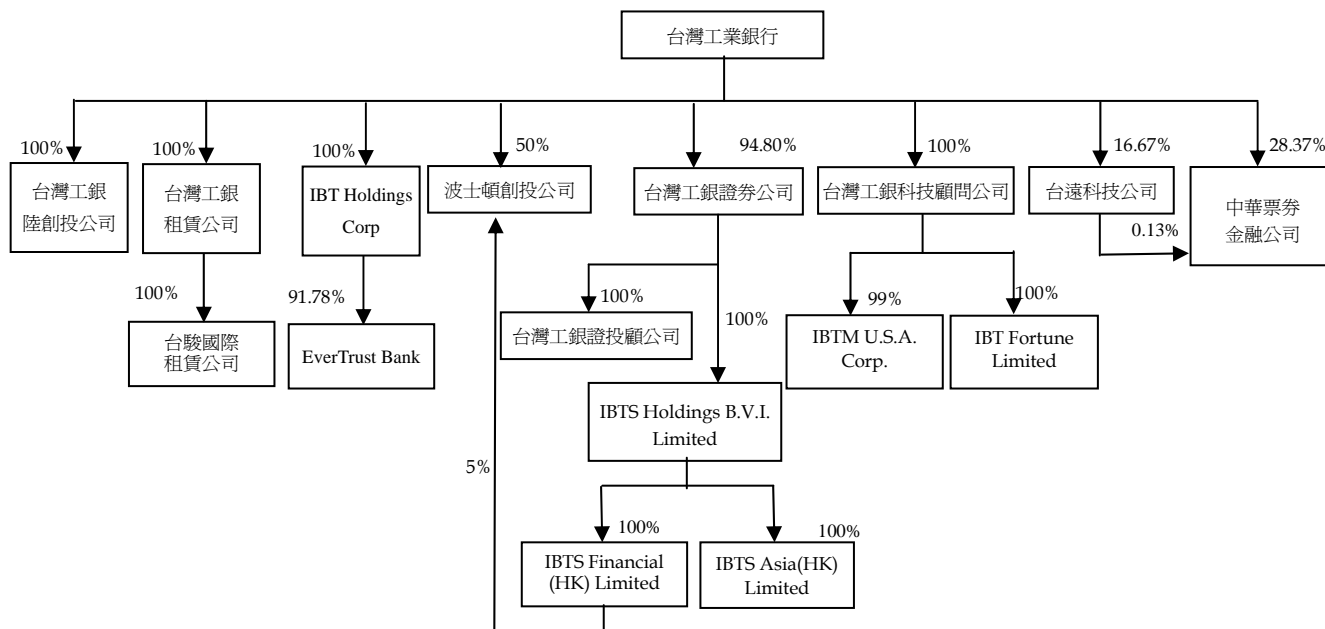 台灣工業銀行
100%
100%
100%
50%
94.80%
100%
16.67%
28.37%
台灣工銀
陸創投公司
台灣工銀
租賃公司
IBT Holdings
Corp
波士頓創投公司
台灣工銀證券公司
台灣工銀科技顧問公司
台遠科技公司
中華票券
金融公司
0.13%
100%
91.78%
100%
100%
99%
100%
台駿國際
租賃公司
EverTrust Bank
台灣工銀證投顧公司
IBTM U.S.A.
Corp.
IBT Fortune
Limited
IBTS Holdings B.V.I.
Limited
5%
100%
100%
IBTS Financial
(HK) Limited
IBTS Asia(HK)
Limited